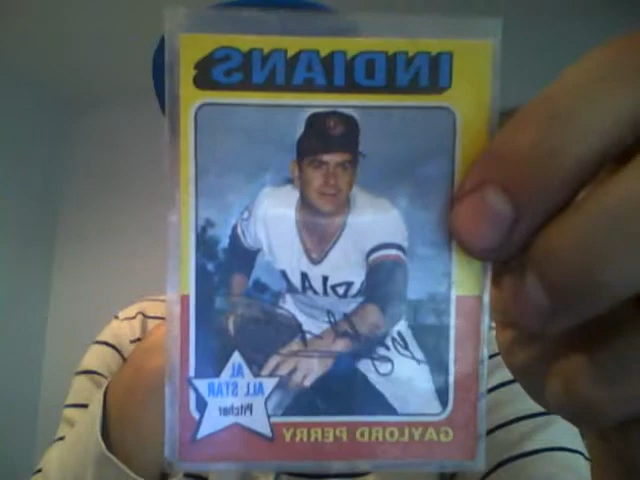 INDIANS
AL
ALL STAR
Pitcher
GAYLORD PERRY